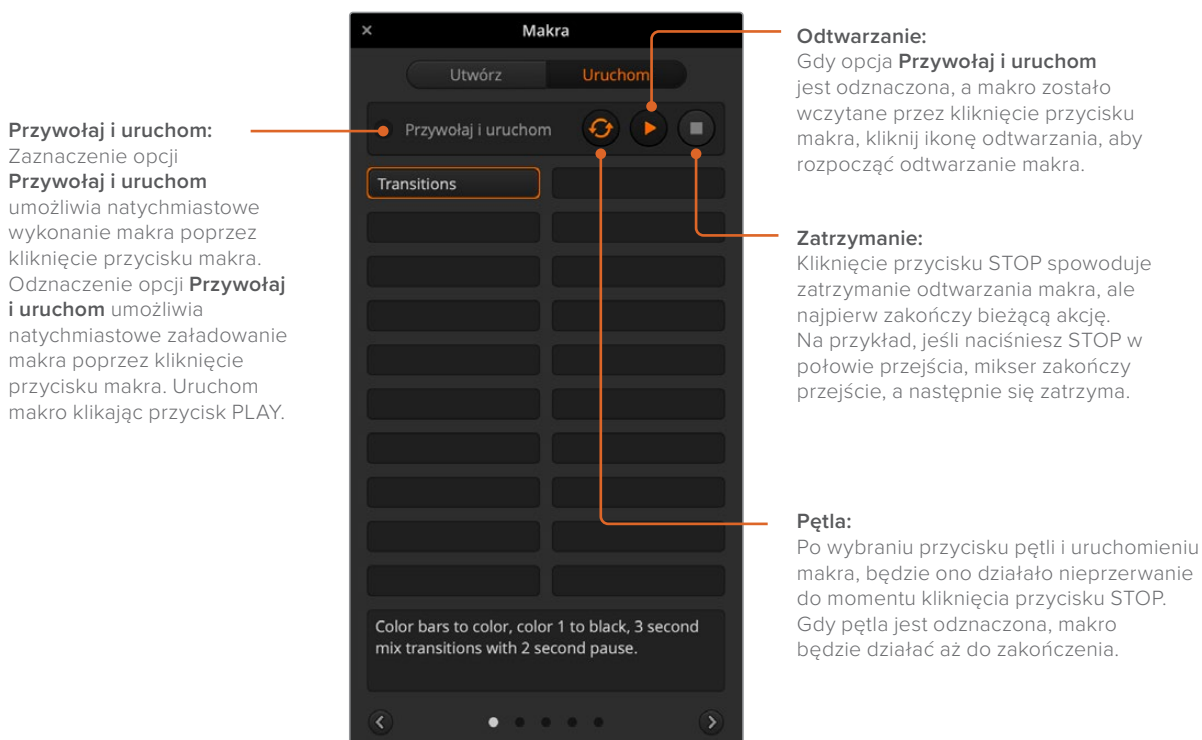 Przywołaj i uruchom:
Zaznaczenie opcji
Przywołaj i uruchom
umożliwia natychmiastowe
wykonanie makra poprzez
kliknięcie przycisku makra.
Odznaczenie opcji Przywołaj
i uruchom umożliwia
natychmiastowe załadowanie
makra poprzez kliknięcie
przycisku makra. Uruchom
makro klikając przycisk PLAY.
Makra
Utwórz
Uruchom
Przywołaj i uruchom
Transitions
Color bars to color, color 1 to black, 3 second
mix transitions with 2 second pause.
Odtwarzanie:
Gdy opcja Przywołaj i uruchom
jest odznaczona, a makro zostało
wczytane przez kliknięcie przycisku
makra, kliknij ikonę odtwarzania, aby
rozpocząć odtwarzanie makra.
Zatrzymanie:
Kliknięcie przycisku STOP spowoduje
zatrzymanie odtwarzania makra, ale
najpierw zakończy bieżącą akcję.
Na przykład, jeśli naciśniesz STOP w
połowie przejścia, mikser zakończy
przejście, a następnie się zatrzyma.
Pętla:
Po wybraniu przycisku pętli i uruchomieniu
makra, będzie ono działało nieprzerwanie
do momentu kliknięcia przycisku STOP.
Gdy pętla jest odznaczona, makro
będzie działać aż do zakończenia.